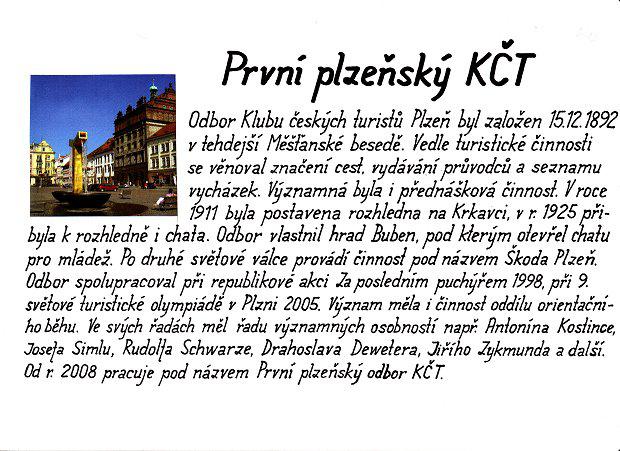 První plzeňský KČT
Odbor Klubu českých turistů Plzeň byl založen 15.12.1892
v tehdejší Měšťanské besedě. Vedle turistické činnosti
se věnoval značení cest, vydávání průvodců a seznamu
vycházek. Významná byla i přednášková činnost. V roce
1911 byla postavena rozhledna na Krkavci, v r. 1925 při-
byla k rozhledně i chata. Odbor vlastnil hrad Buben, pod kterým otevřel chatu
pro mládež. Po druhé světové válce provádí činnost pod názvem Škoda Plzeň.
Odbor spolupracoval při republikové akci Za posledním puchýřem 1998, při 9.
světové turistické olympiádě v Plzni 2005. Význam měla i činnost oddílu orientační-
ho běhu. Ve svých řadách měl řadu významných osobností např. Antonína Kostince,
Josefa Simlu, Rudolfa Schwarze, Drahoslava Dewetera, Jiřího Zykmunda a další.
Od r. 2008 pracuje pod názvem První plzeňský odbor KČT.